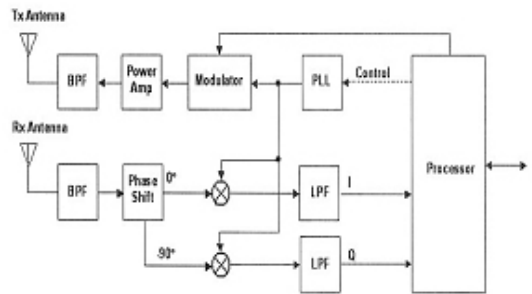 Tx Antenna
BPF
Power
Amp
Modulator
PLL
Control
Rx Antenna
BPF
Phase
Shift
0°
LPF
I
Processor
-90°
LPF
Q